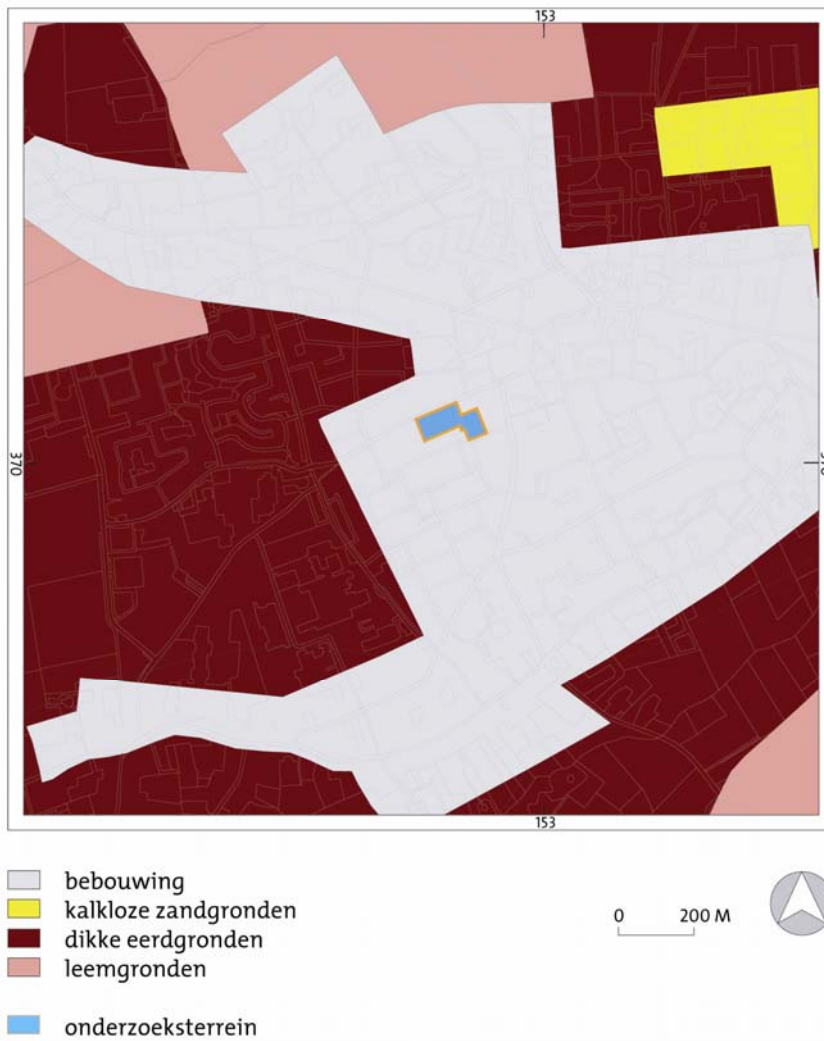 153
370
153
bebouwing
kalkloze zandgronden
dikke eerdgronden
leemgronden
onderzoeksterrein
0 200 M